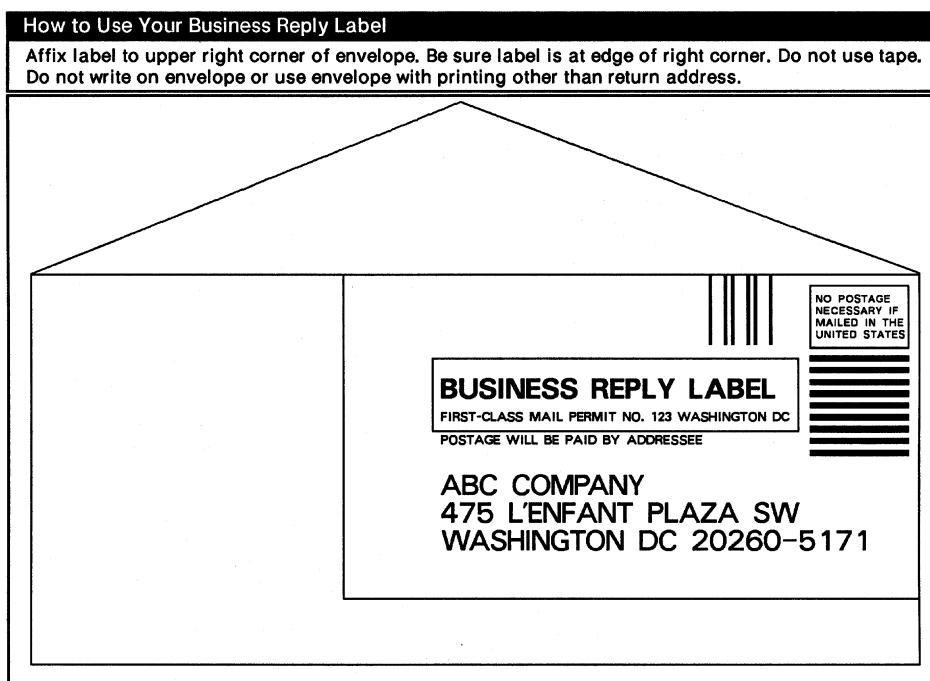 How to Use Your Business Reply Label
Affix label to upper right corner of envelope. Be sure label is at edge of right corner. Do not use tape.
Do not write on envelope or use envelope with printing other than return address.
NO POSTAGE
NECESSARY IF
MAILED IN THE
UNITED STATES
BUSINESS REPLY LABEL
FIRST-CLASS MAIL PERMIT NO. 123 WASHINGTON DC
POSTAGE WILL BE PAID BY ADDRESSEE
ABC COMPANY
475 L'ENFANT PLAZA SW
WASHINGTON DC 20260-5171